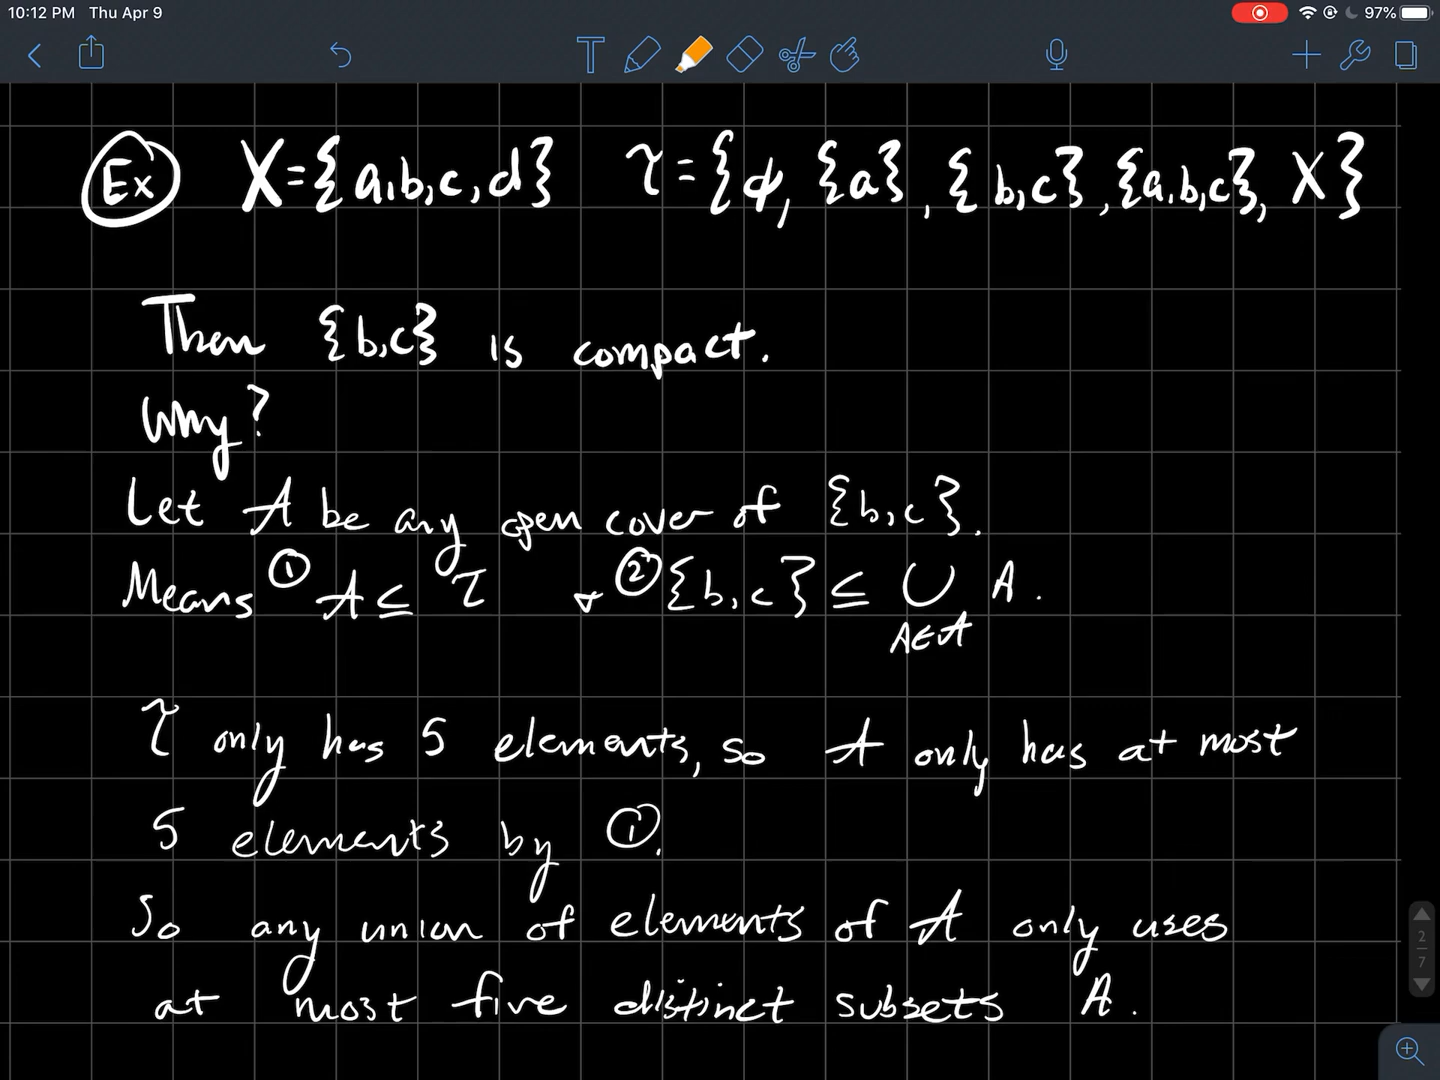 10:12 PM Thu Apr 9
97%
T
Ex X={a,b,c,d} τ={∅, {a}, {b,c}, {a,b,c}, X}
Then {b,c} is compact.
Why?
Let A be any open cover of {b,c}.
Means ① A ⊆ τ & ② {b,c} ⊆ ∪ A.
A∈A
τ only has 5 elements, so A only has at most
5 elements by ①.
So any union of elements of A only uses
at most five distinct subsets A.
2
7